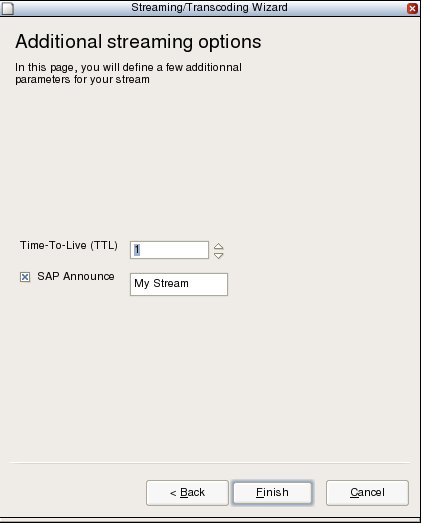 Streaming/Transcoding Wizard
Additional streaming options
In this page, you will define a few additionnal
parameters for your stream
Time-To-Live (TTL) 1
SAP Announce My Stream
< Back Finish Cancel